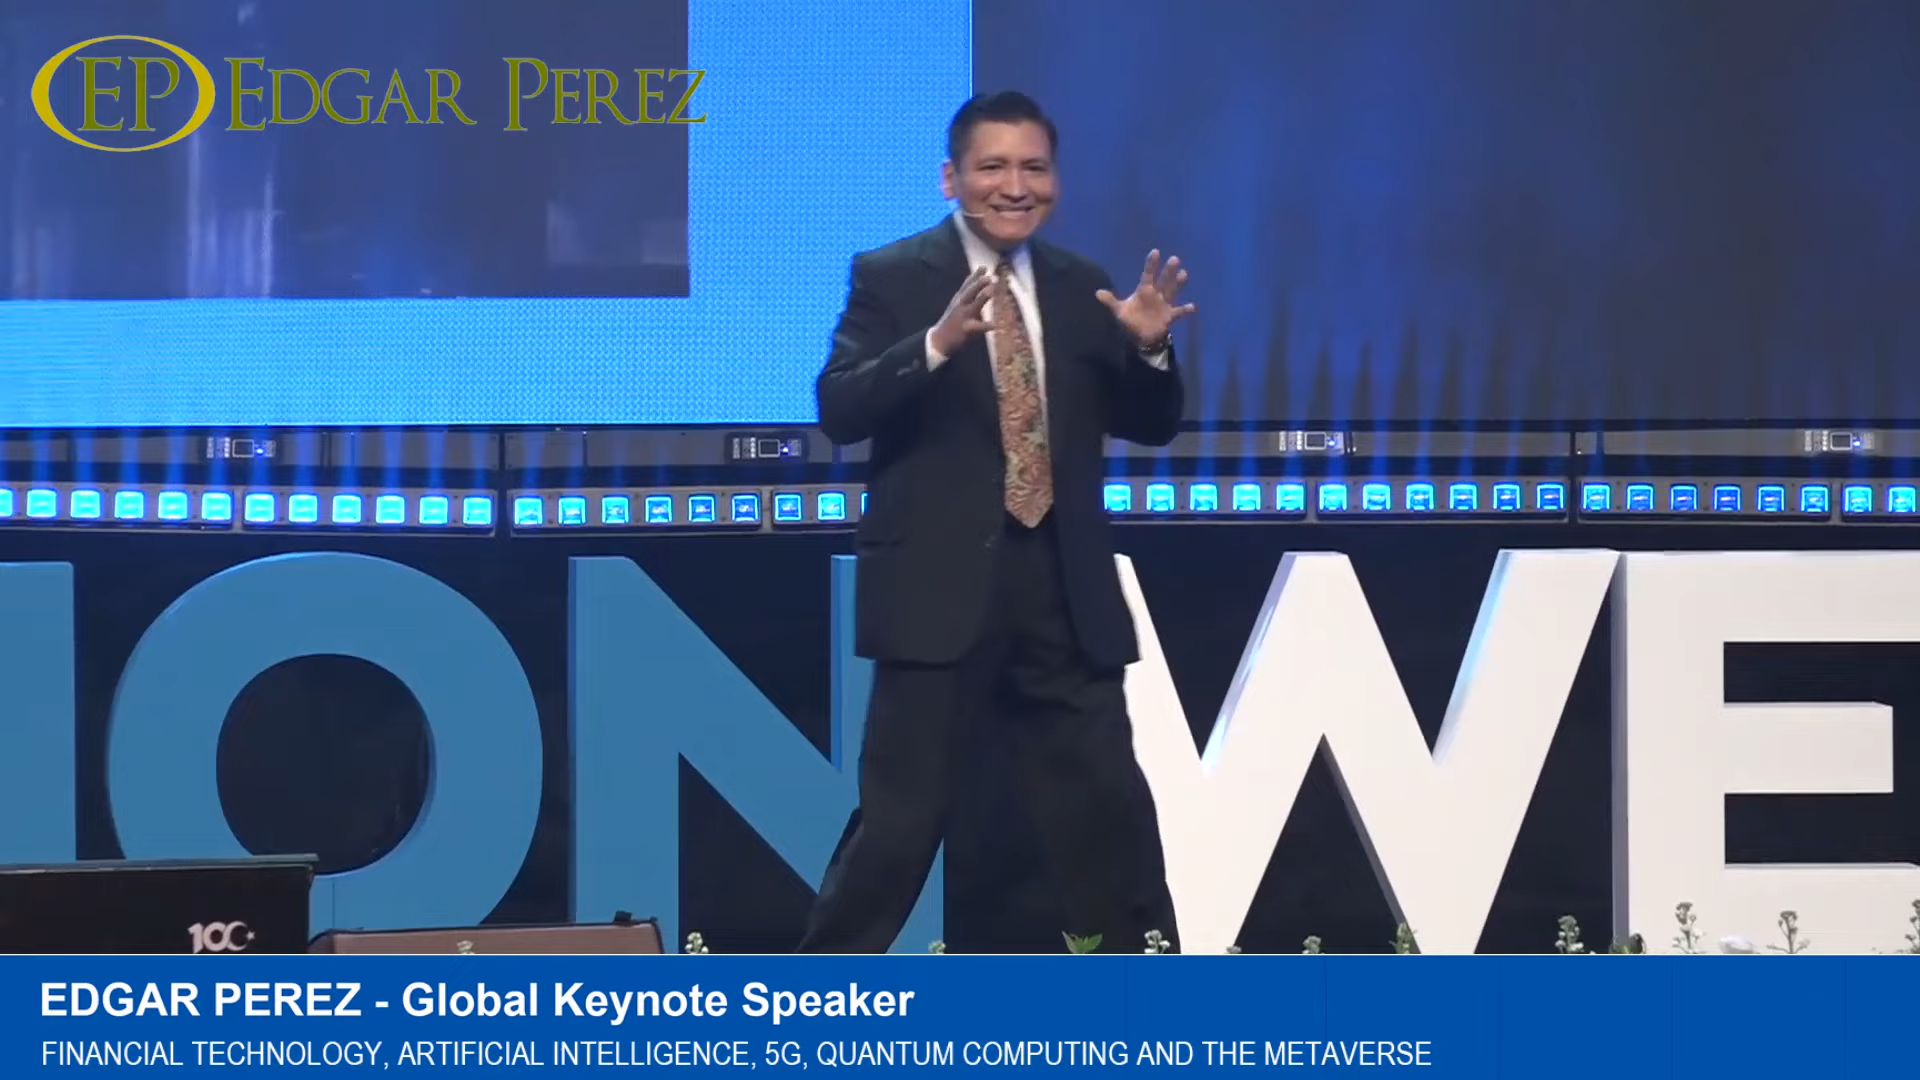 EP EDGAR PEREZ
ION WE
100
EDGAR PEREZ - Global Keynote Speaker
FINANCIAL TECHNOLOGY, ARTIFICIAL INTELLIGENCE, 5G, QUANTUM COMPUTING AND THE METAVERSE